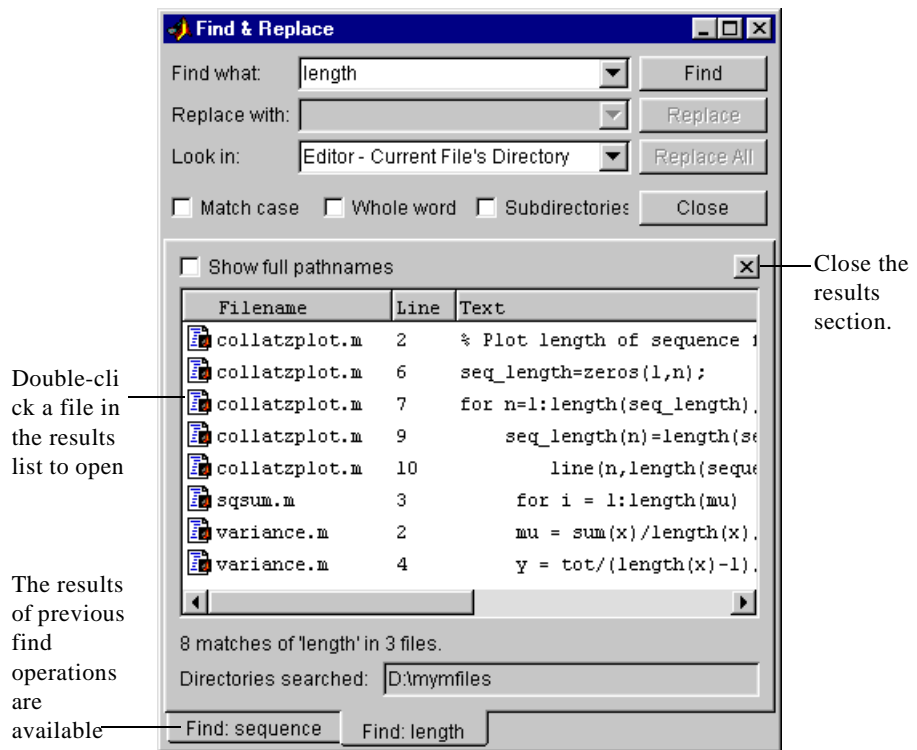 Find & Replace
Find what: length Find
Replace with: Replace
Look in: Editor - Current File's Directory Replace All
Match case Whole word Subdirectories Close
Show full pathnames
Close the
results
section.
Filename Line Text
collatzplot.m 2 % Plot length of sequence
collatzplot.m 6 seq_length=zeros(1,n);
collatzplot.m 7 for n=1:length(seq_length),
collatzplot.m 9 seq_length(n)=length(se
collatzplot.m 10 line(n,length(seque
sqsum.m 3 for i = 1:length(mu)
variance.m 2 mu = sum(x)/length(x),
variance.m 4 y = tot/(length(x)-1),
Double-cli
ck a file in
the results
list to open
8 matches of 'length' in 3 files.
Directories searched: D:\mymfiles
The results
of previous
find
operations
are
available
Find: sequence Find: length